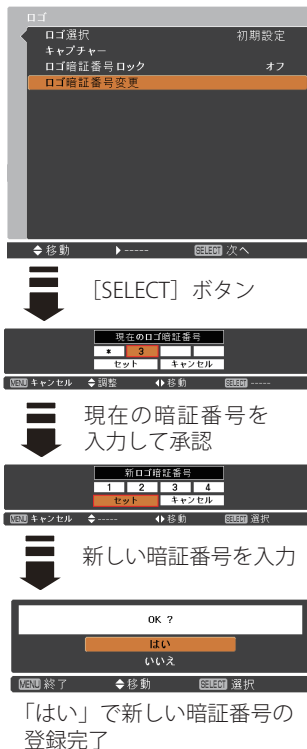 ロゴ
ロゴ選択 初期設定
キャプチャー
ロゴ暗証番号ロック オフ
ロゴ暗証番号変更
移動 ----- SELECT 次へ
［SELECT］ボタン
現在のロゴ暗証番号
* 3
セット キャンセル
MENU キャンセル 調整 移動 SELECT -----
現在の暗証番号を
入力して承認
新ロゴ暗証番号
1 2 3 4
セット キャンセル
MENU キャンセル ----- 移動 SELECT 選択
新しい暗証番号を入力
OK ?
はい
いいえ
MENU 終了 移動 SELECT 選択
「はい」で新しい暗証番号の
登録完了